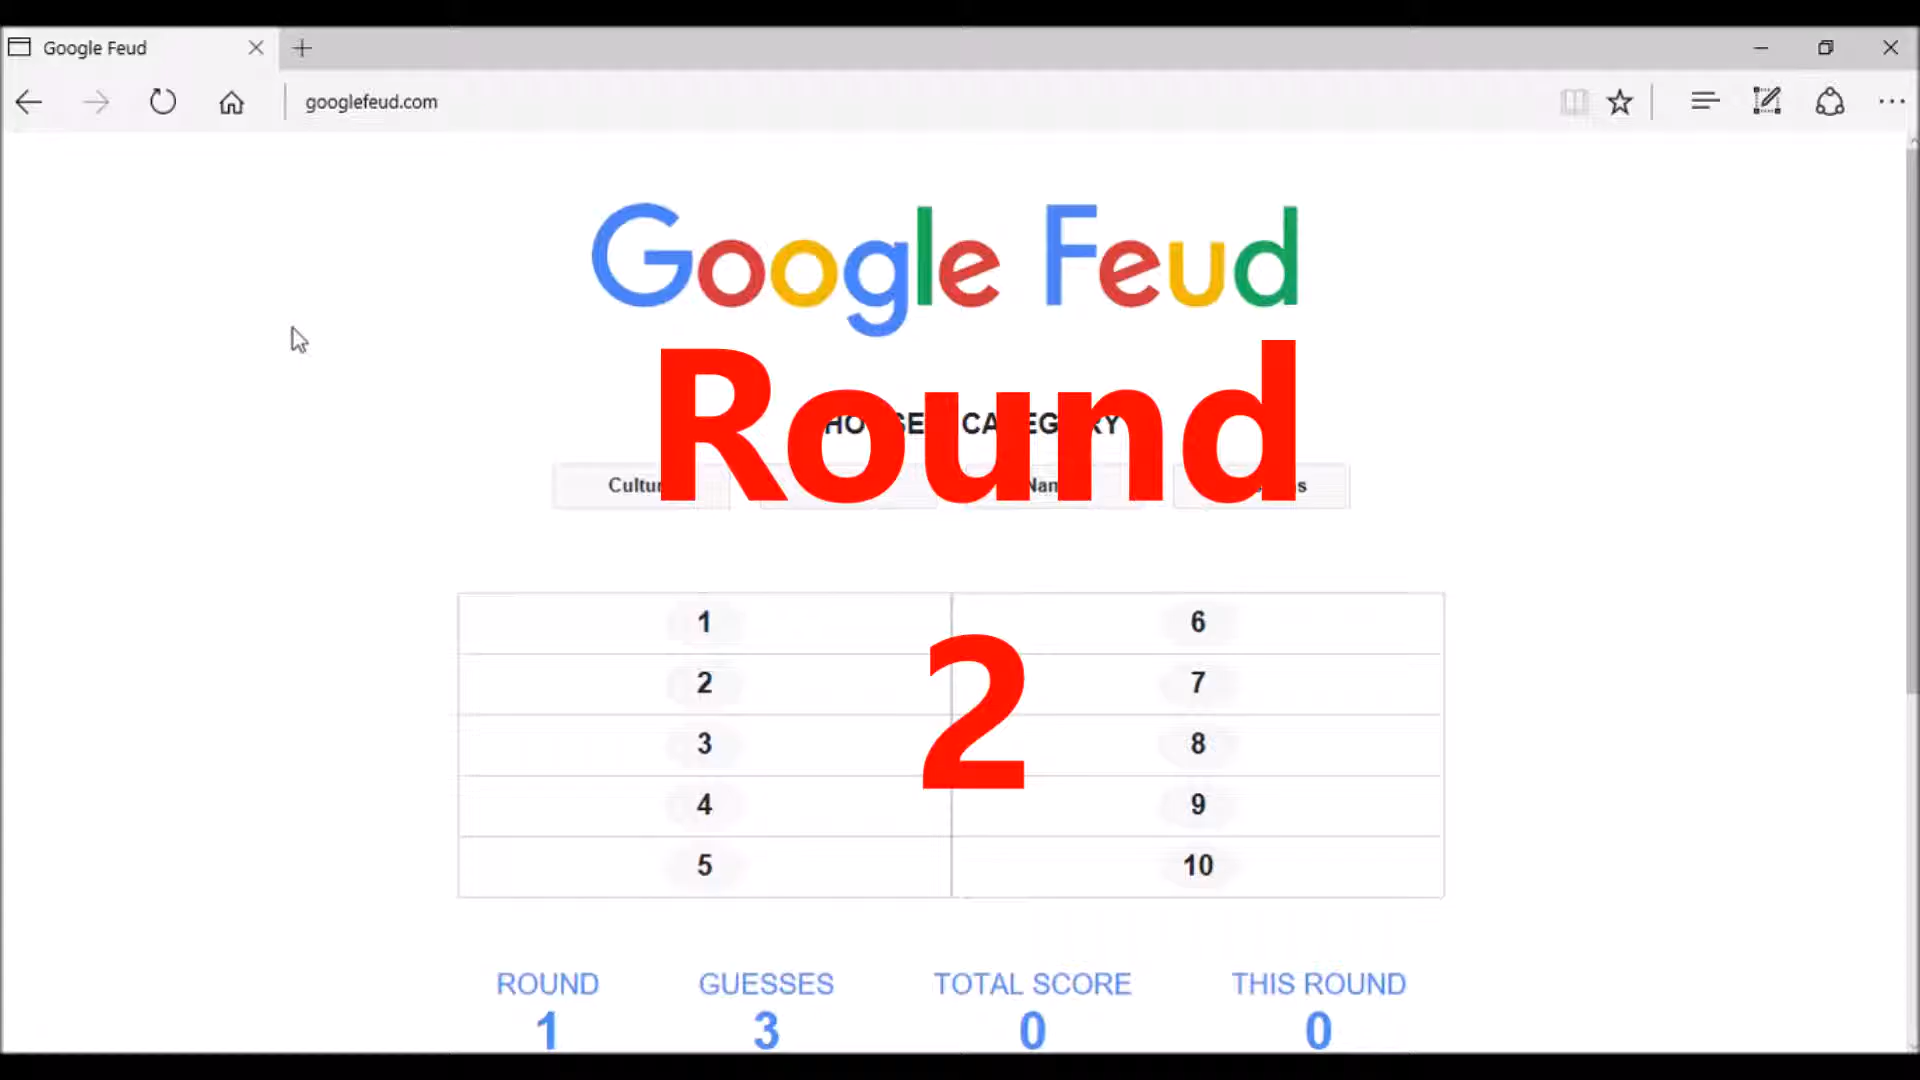 Google Feud
googlefeud.com
Google Feud
Round
2
1 6
2 7
3 8
4 9
5 10
ROUND GUESSES TOTAL SCORE THIS ROUND
1 3 0 0